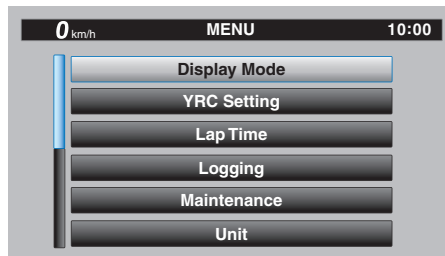 0 km/h MENU 10:00
Display Mode
YRC Setting
Lap Time
Logging
Maintenance
Unit